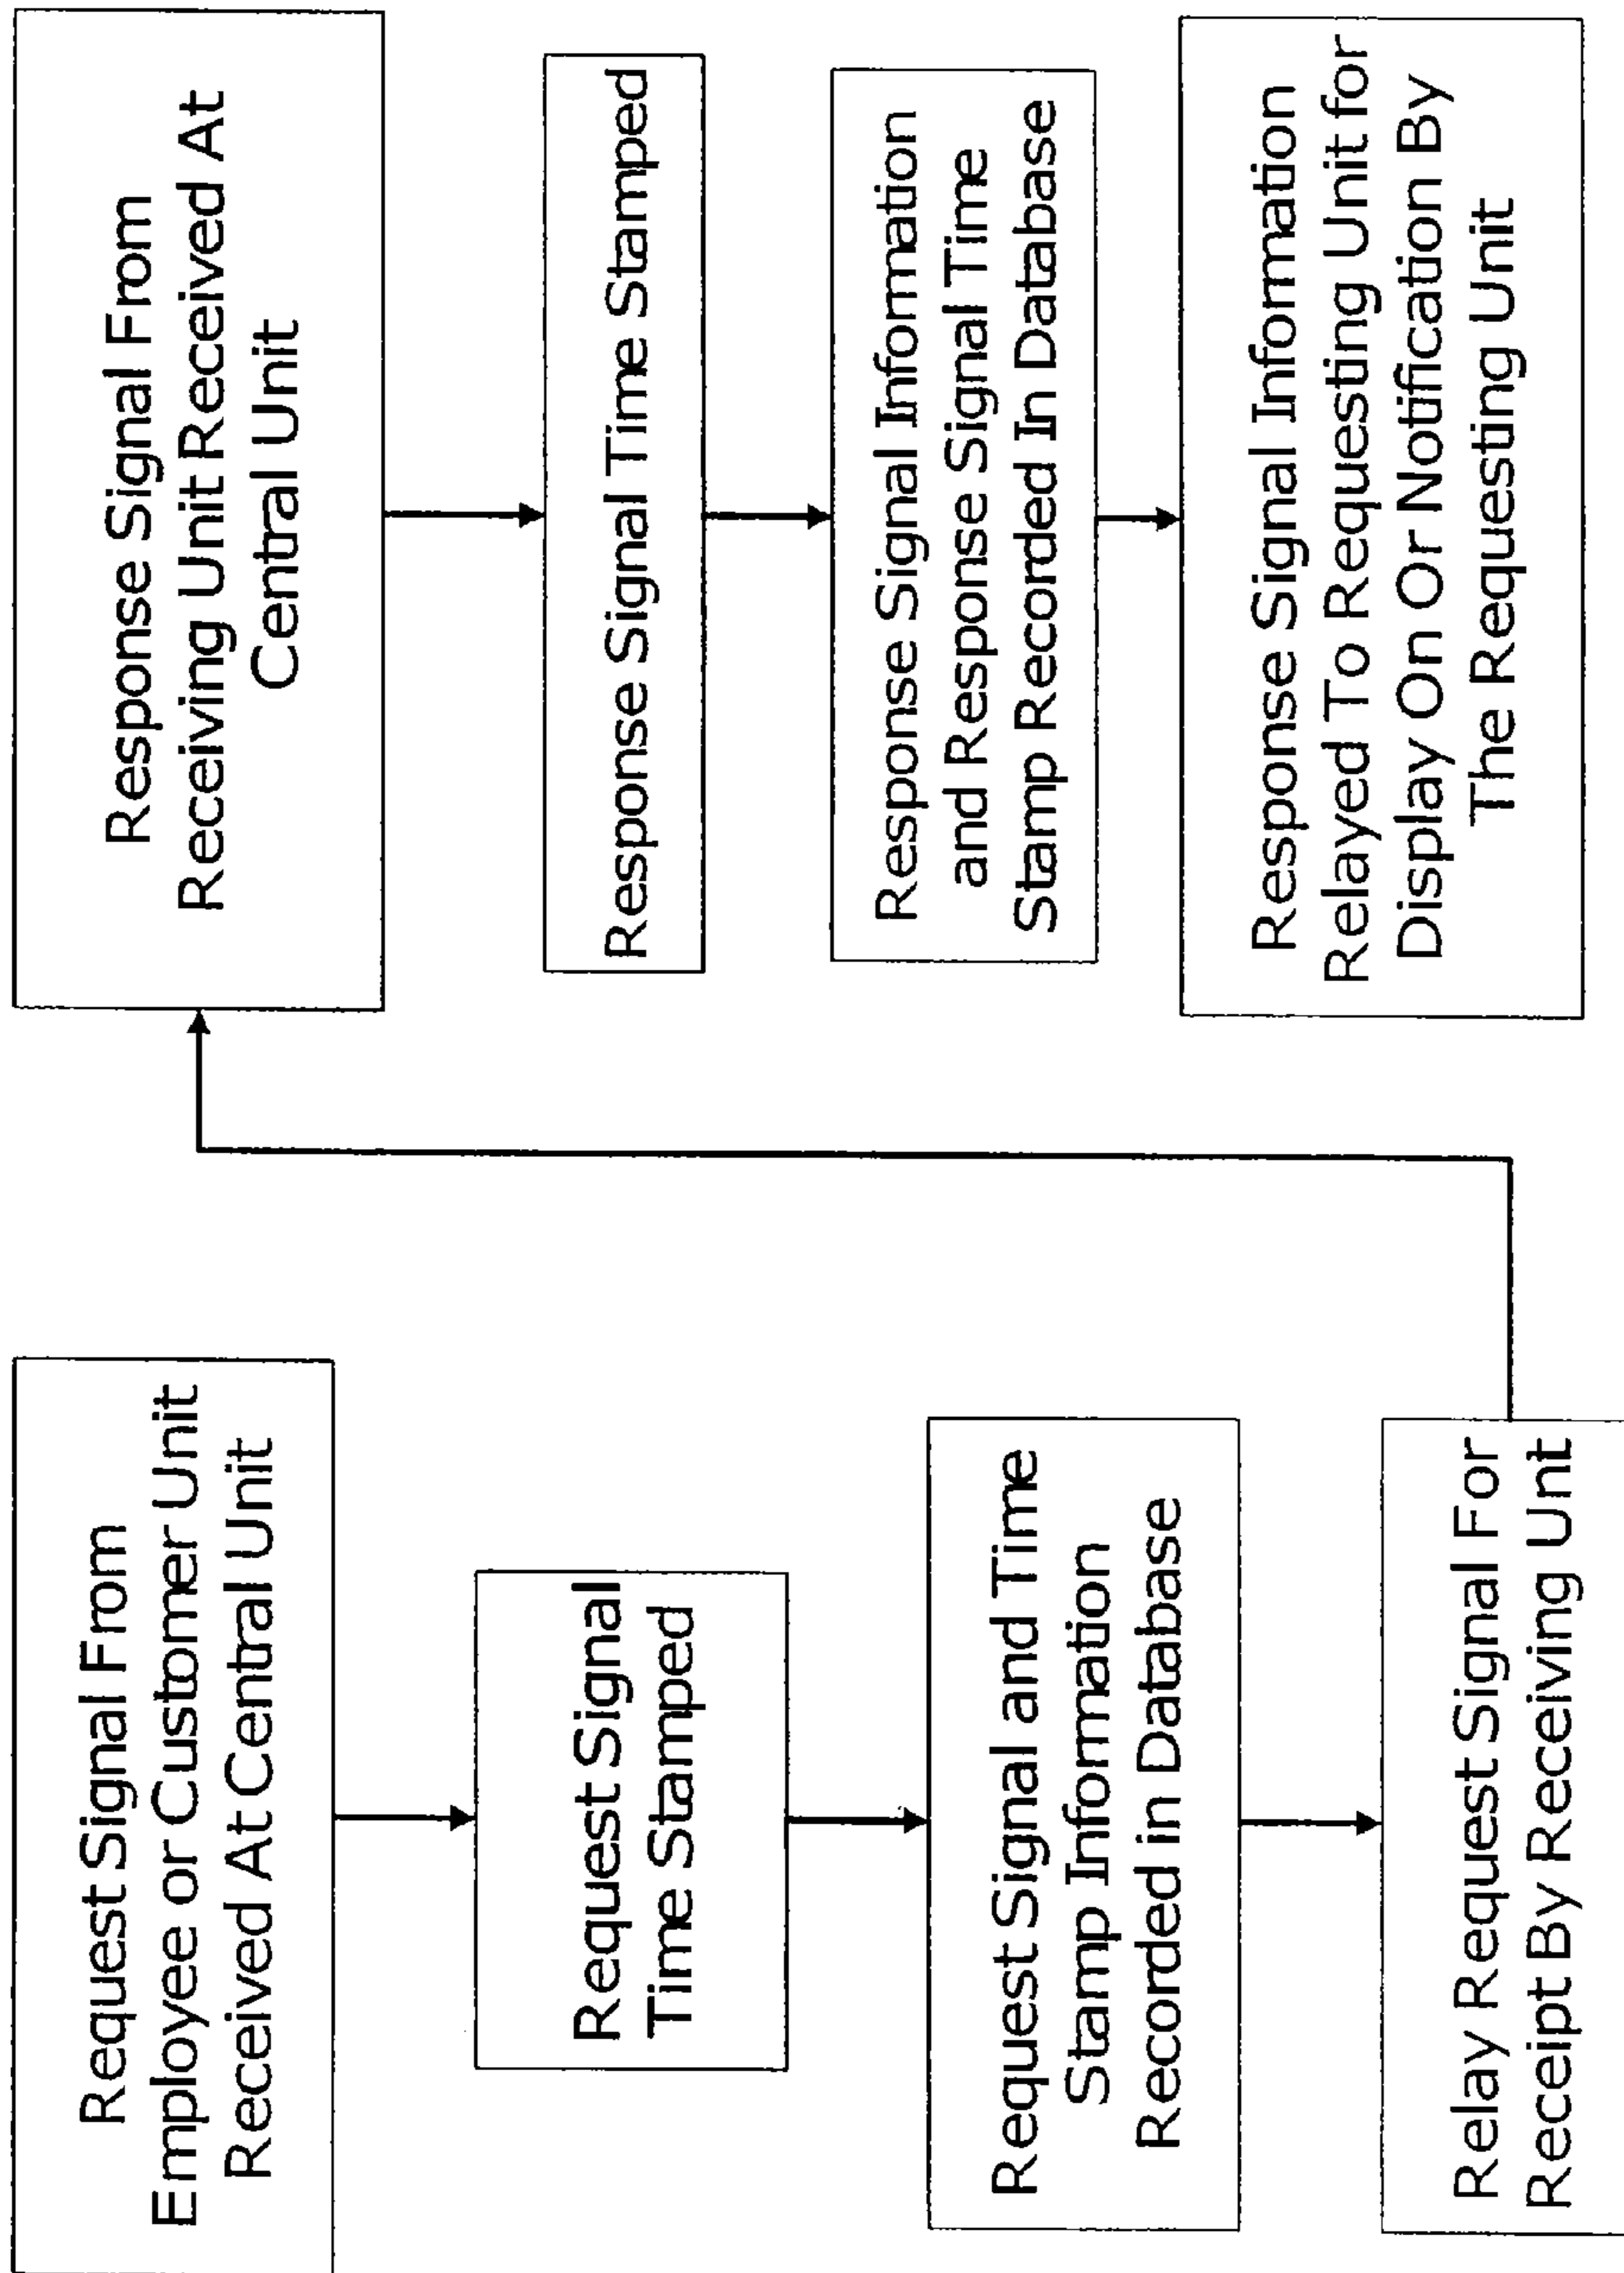 Request Signal From
Employee or Customer Unit
Received At Central Unit
Request Signal
Time Stamped
Request Signal and Time
Stamp Information
Recorded in Database
Relay Request Signal For
Receipt By Receiving Unit
Response Signal From
Receiving Unit Received At
Central Unit
Response Signal Time Stamped
Response Signal Information
and Response Signal Time
Stamp Recorded In Database
Response Signal Information
Relayed To Requesting Unit for
Display On Or Notification By
The Requesting Unit